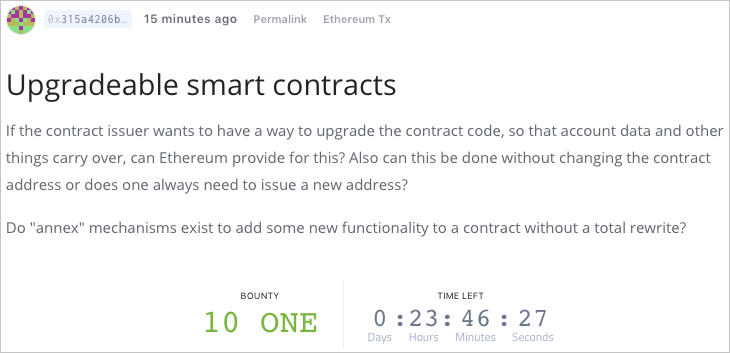 0x315a4206b… 15 minutes ago Permalink Ethereum Tx
Upgradeable smart contracts
If the contract issuer wants to have a way to upgrade the contract code, so that account data and other
things carry over, can Ethereum provide for this? Also can this be done without changing the contract
address or does one always need to issue a new address?
Do "annex" mechanisms exist to add some new functionality to a contract without a total rewrite?
BOUNTY TIME LEFT
10 ONE 0 : 23 : 46 : 27
Days Hours Minutes Seconds